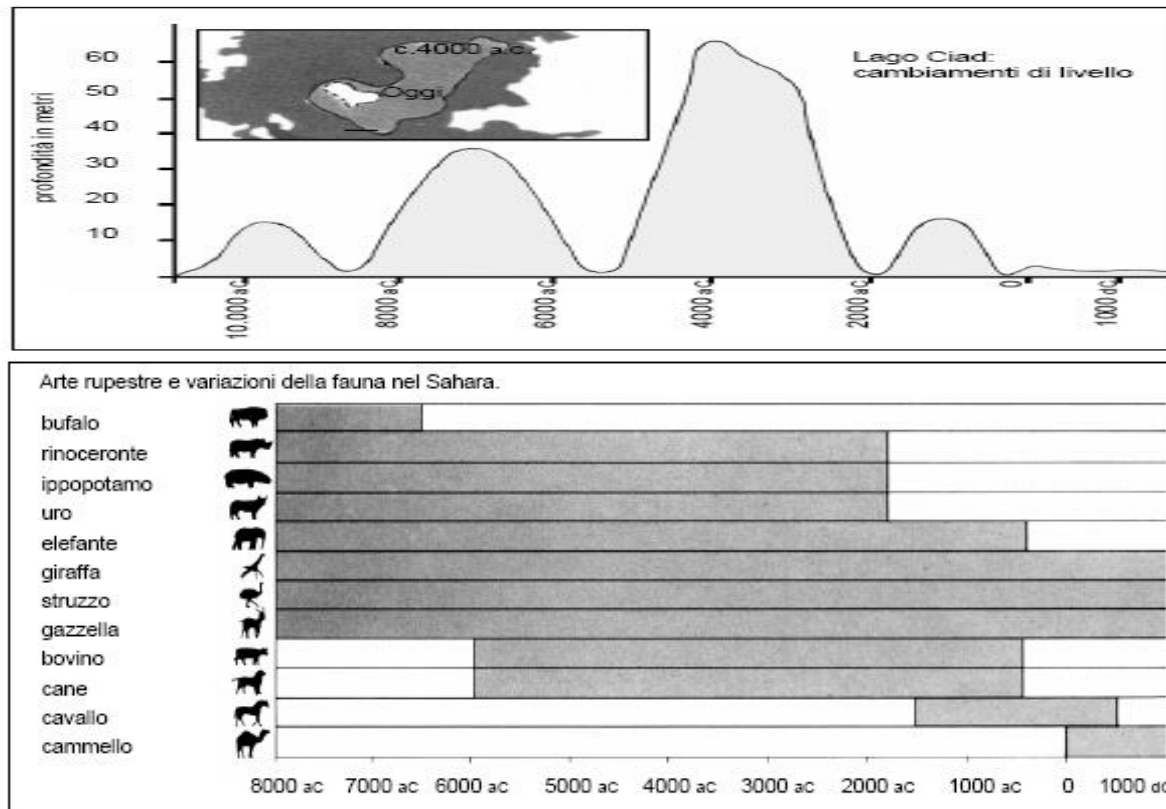 c.4000 a.c.
Oggi
Lago Ciad:
cambiamenti di livello
profondità in metri
60
50
40
30
20
10
10.000 aC
8000 aC
6000 aC
4000 aC
2000 aC
0
1000 dC
Arte rupestre e variazioni della fauna nel Sahara.
bufalo
rinoceronte
ippopotamo
uro
elefante
giraffa
struzzo
gazzella
bovino
cane
cavallo
cammello
8000 ac 7000 ac 6000 ac 5000 ac 4000 ac 3000 ac 2000 ac 1000 ac 0 1000